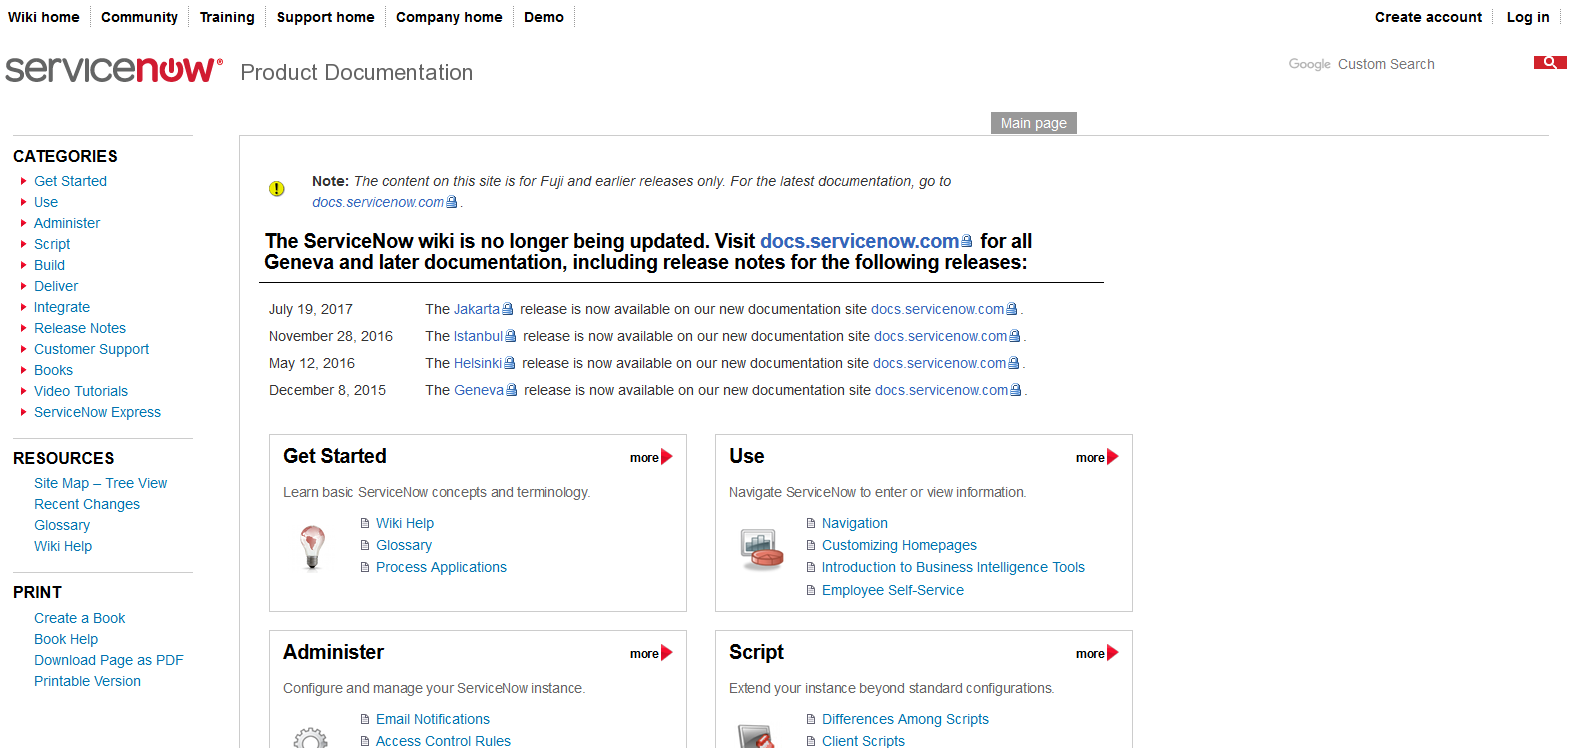 Wiki home Community Training Support home Company home Demo Create account Log in
servicenow® Product Documentation
Google Custom Search
Main page
CATEGORIES
Get Started
Use
Administer
Script
Build
Deliver
Integrate
Release Notes
Customer Support
Books
Video Tutorials
ServiceNow Express
RESOURCES
Site Map – Tree View
Recent Changes
Glossary
Wiki Help
PRINT
Create a Book
Book Help
Download Page as PDF
Printable Version
Note: The content on this site is for Fuji and earlier releases only. For the latest documentation, go to
docs.servicenow.com.
The ServiceNow wiki is no longer being updated. Visit docs.servicenow.com for all
Geneva and later documentation, including release notes for the following releases:
July 19, 2017 The Jakarta release is now available on our new documentation site docs.servicenow.com.
November 28, 2016 The Istanbul release is now available on our new documentation site docs.servicenow.com.
May 12, 2016 The Helsinki release is now available on our new documentation site docs.servicenow.com.
December 8, 2015 The Geneva release is now available on our new documentation site docs.servicenow.com.
Get Started more
Learn basic ServiceNow concepts and terminology.
Wiki Help
Glossary
Process Applications
Use more
Navigate ServiceNow to enter or view information.
Navigation
Customizing Homepages
Introduction to Business Intelligence Tools
Employee Self-Service
Administer more
Configure and manage your ServiceNow instance.
Email Notifications
Access Control Rules
Script more
Extend your instance beyond standard configurations.
Differences Among Scripts
Client Scripts